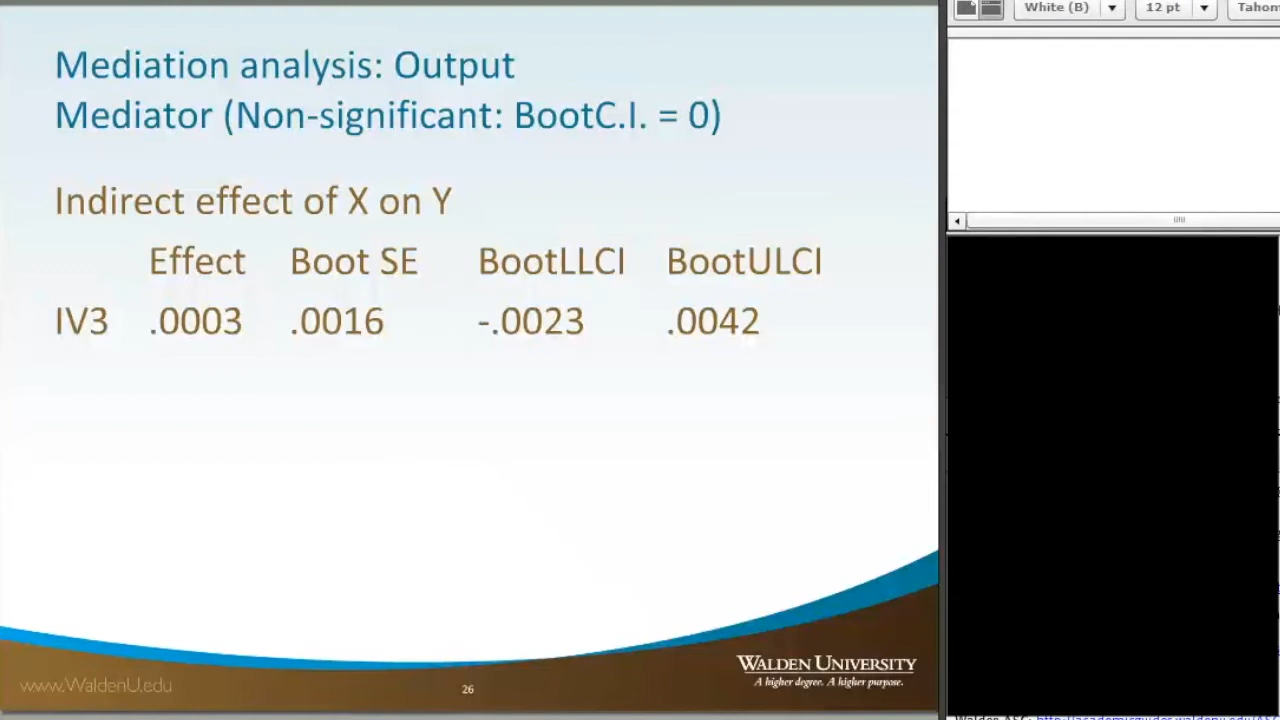 Mediation analysis: Output
Mediator (Non-significant: BootC.I. = 0)
Indirect effect of X on Y
Effect Boot SE BootLLCI BootULCI
IV3 .0003 .0016 -.0023 .0042
WALDEN UNIVERSITY
A higher degree. A higher purpose.
www.WaldenU.edu
26
White (B) 12 pt Tahom